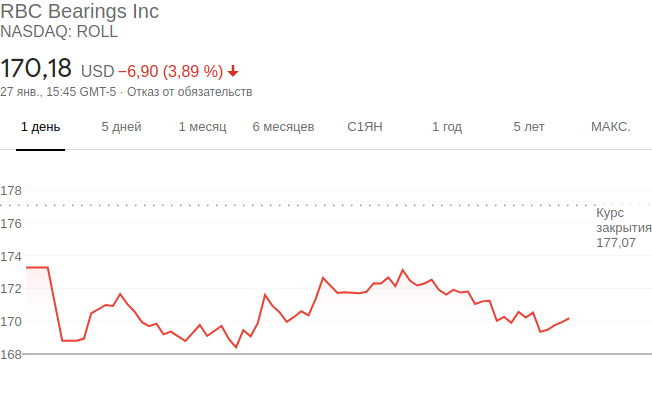 RBC Bearings Inc
NASDAQ: ROLL
170,18 USD −6,90 (3,89 %)
27 янв., 15:45 GMT-5 · Отказ от обязательств
1 день 5 дней 1 месяц 6 месяцев С1ЯН 1 год 5 лет МАКС.
178
Курс
176
закрытия
177,07
174
172
170
168